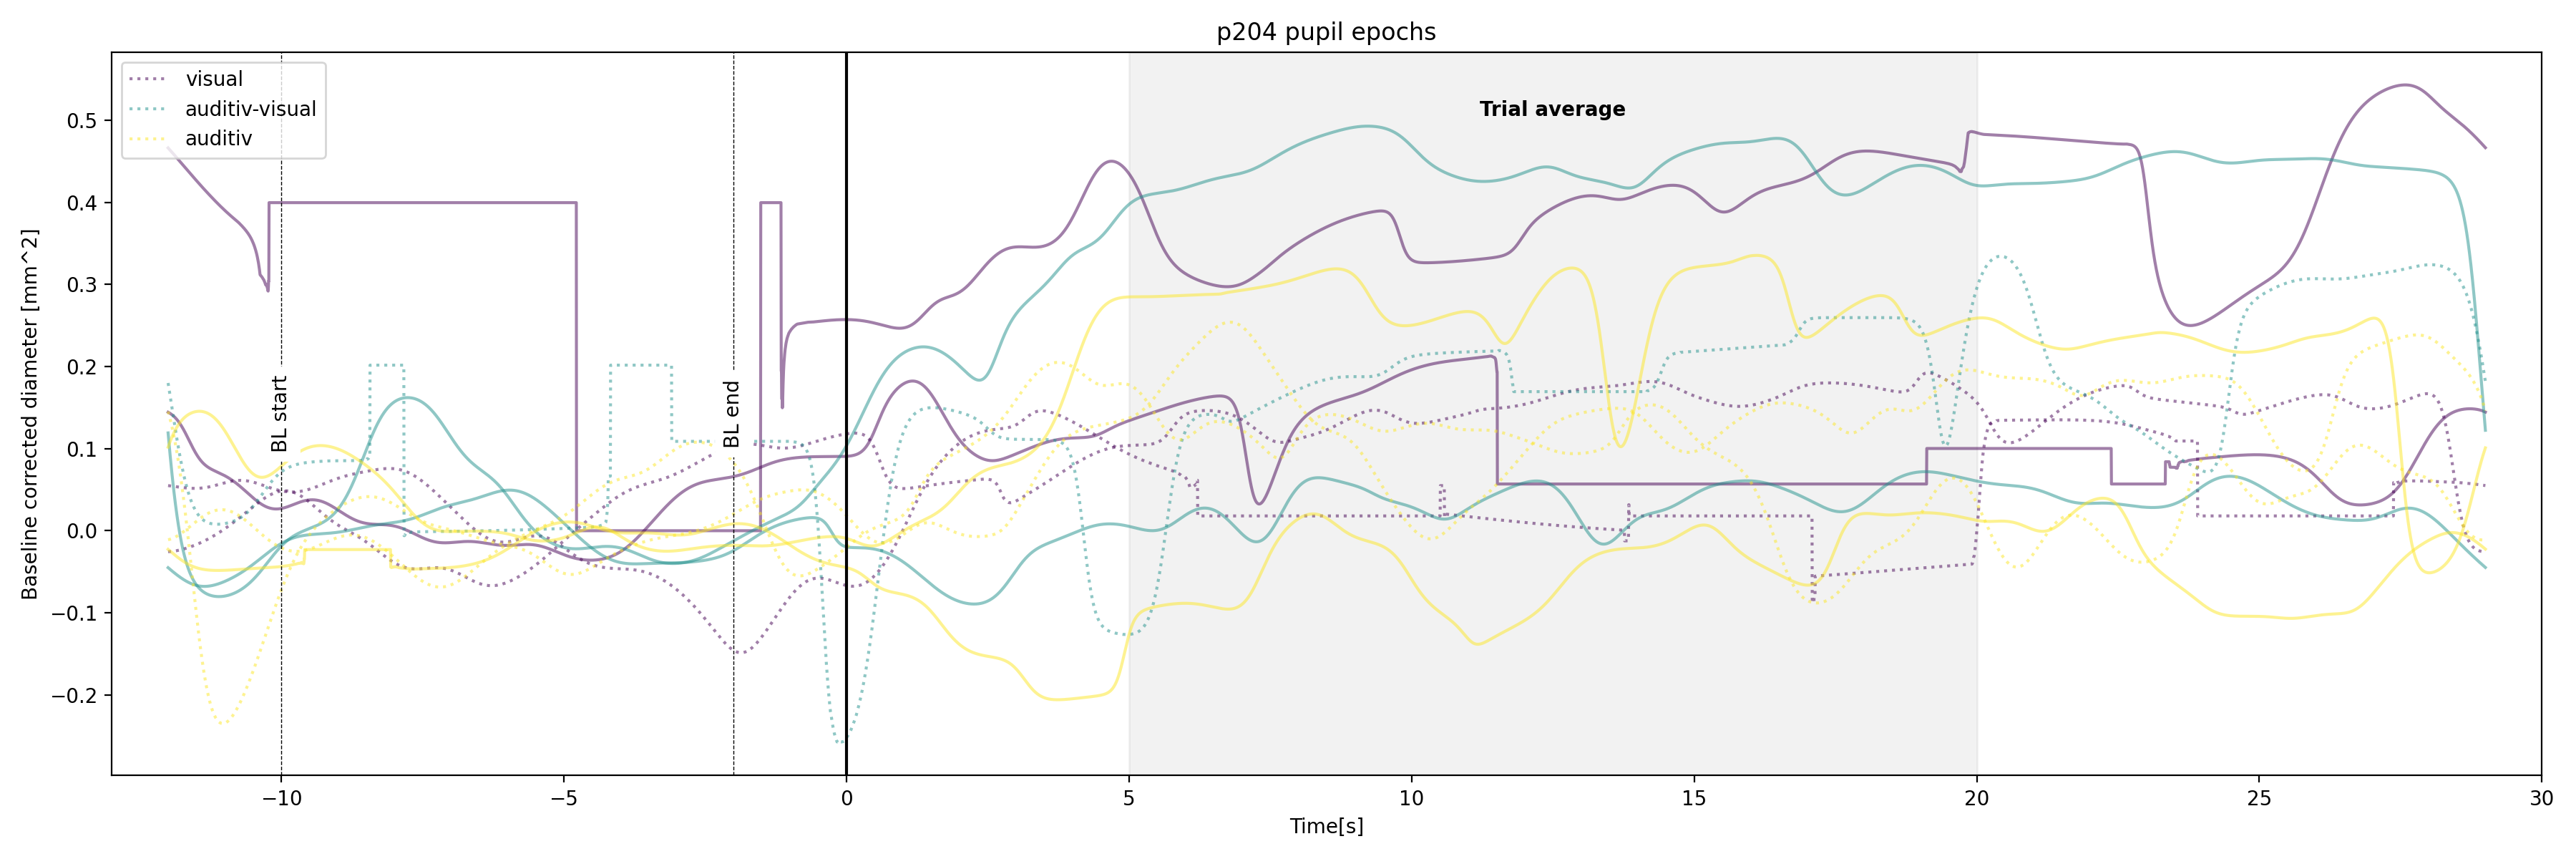 p204 pupil epochs
visual
auditiv-visual
auditiv
Trial average
BL start
BL end
Baseline corrected diameter [mm^2]
0.5
0.4
0.3
0.2
0.1
0.0
−0.1
−0.2
−10
−5
0
5
10
15
20
25
30
Time[s]